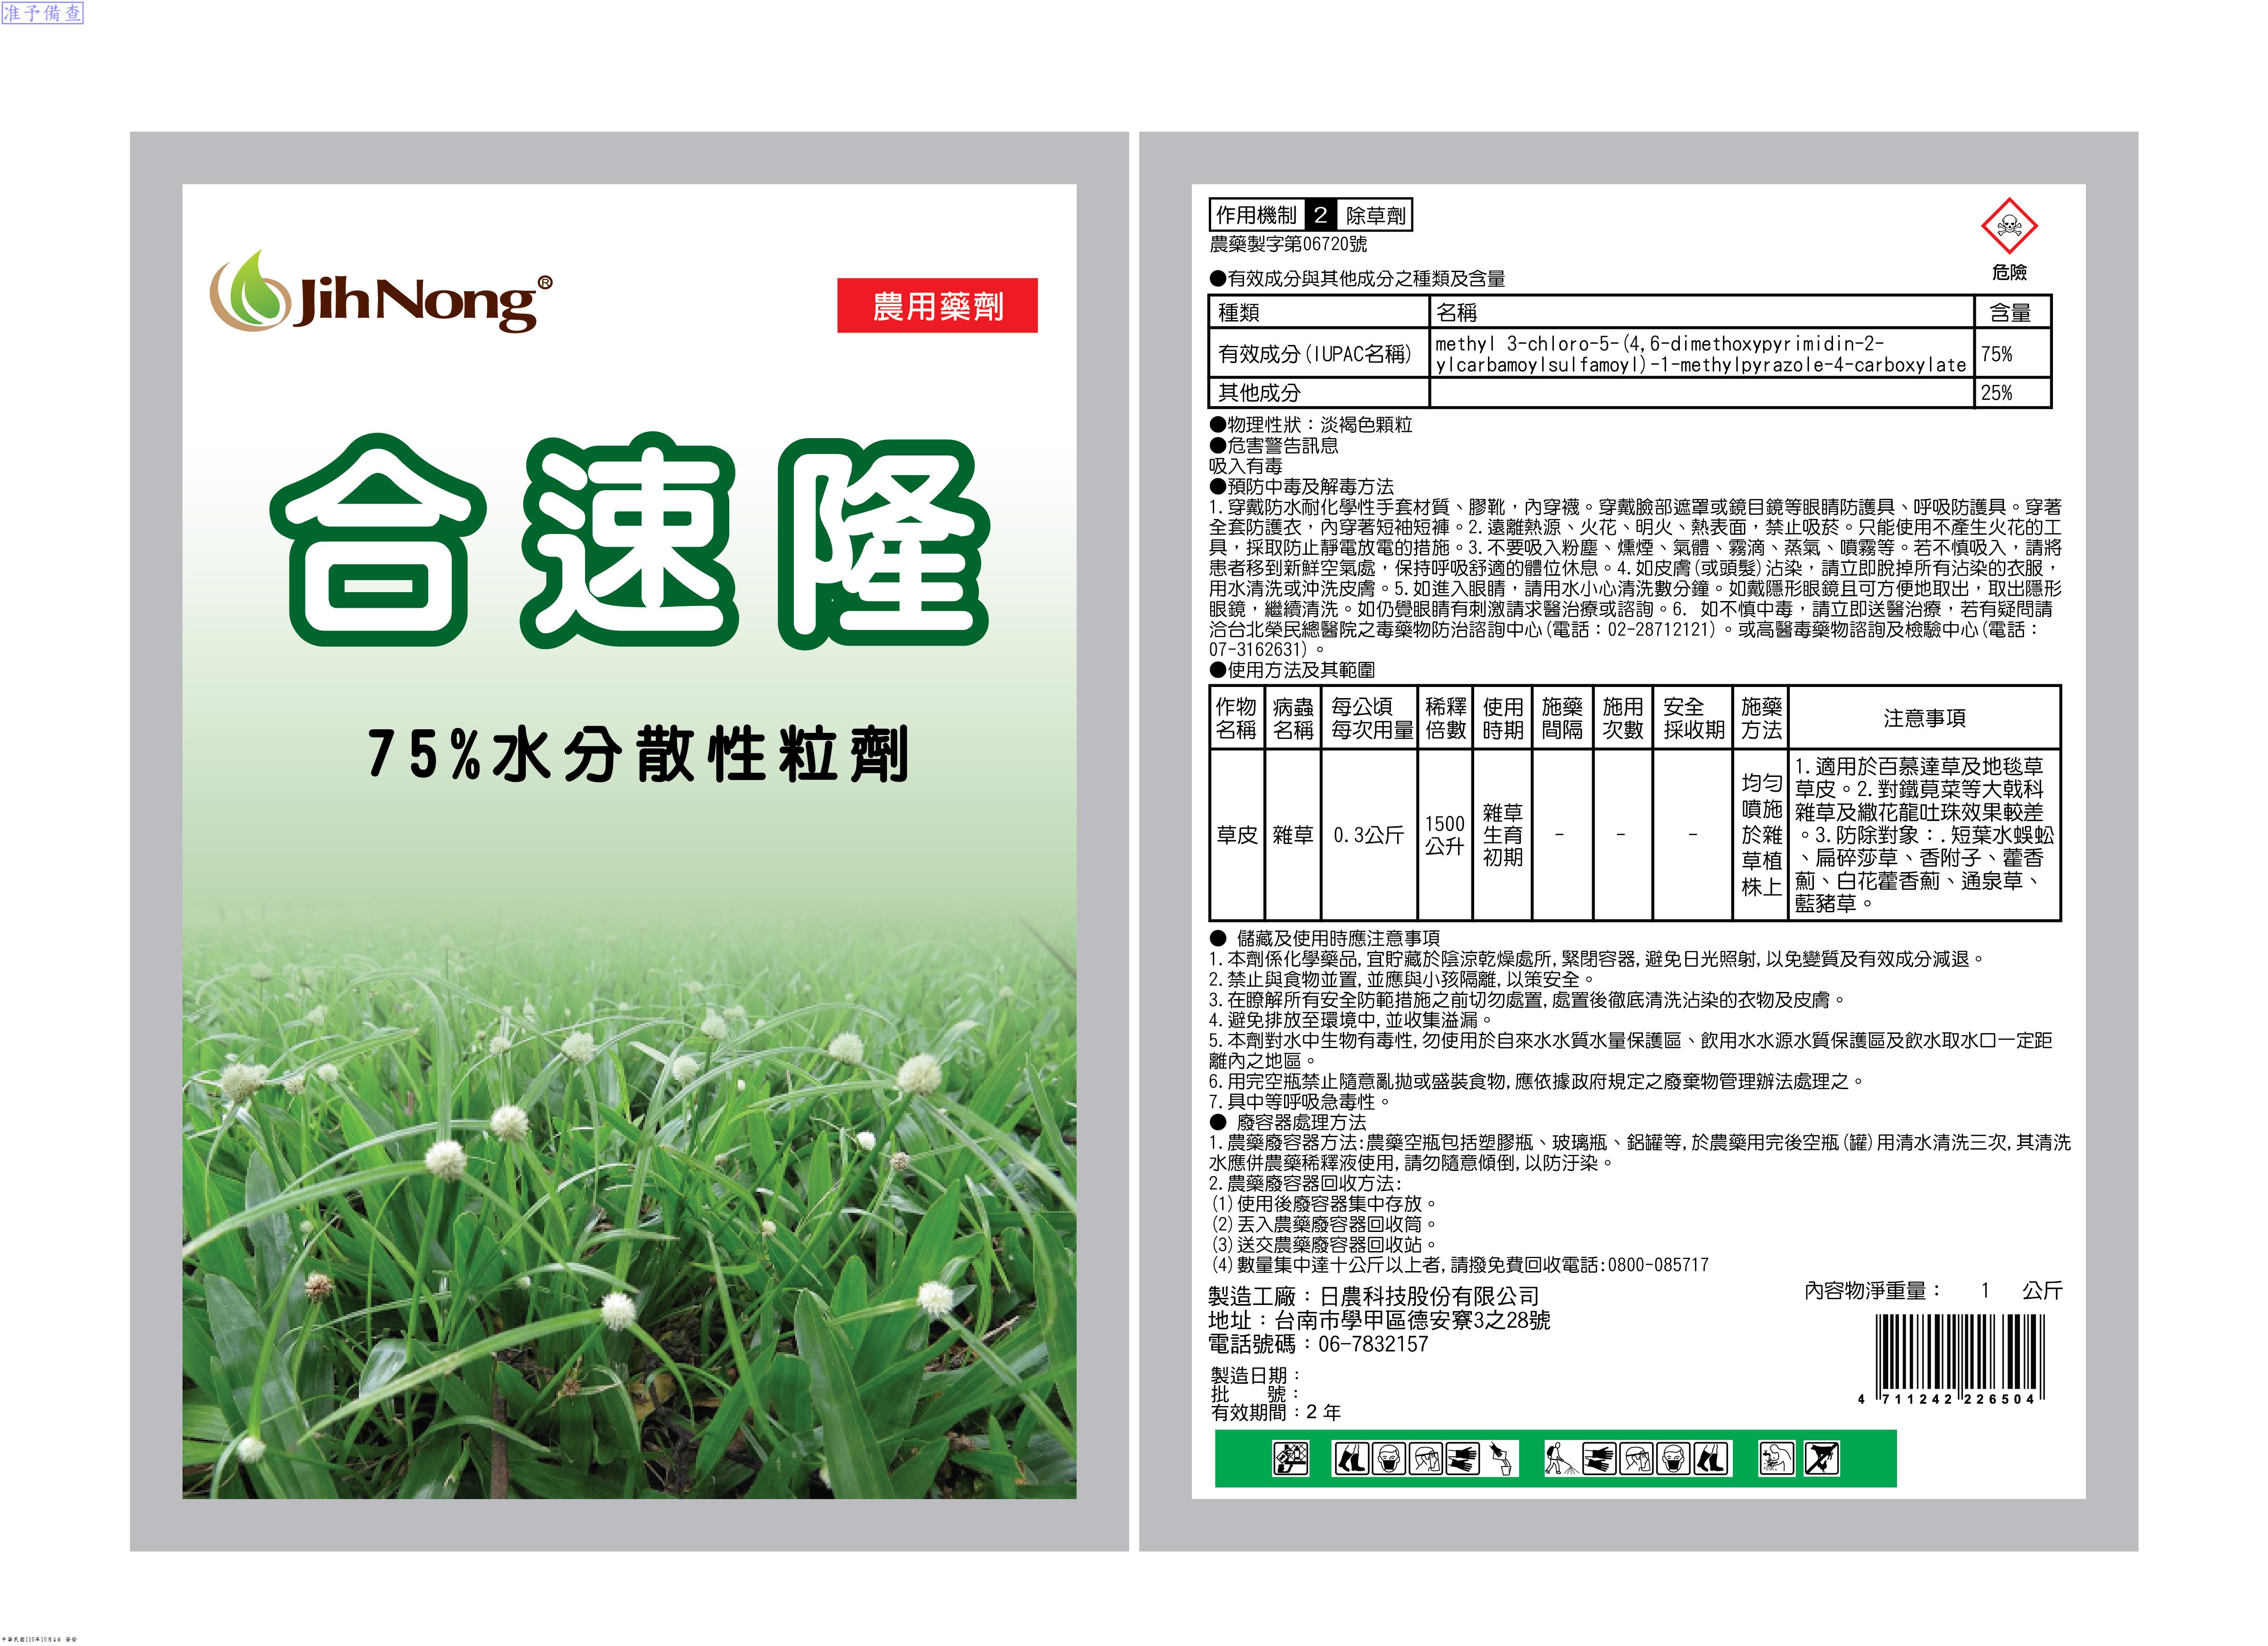 准予備查
JihNong®
農用藥劑
合速隆
75%水分散性粒劑
作用機制 2 除草劑
農藥製字第06720號
危險
●有效成分與其他成分之種類及含量
種類 名稱 含量
有效成分(IUPAC名稱) methyl 3-chloro-5-(4,6-dimethoxypyrimidin-2-
ylcarbamoylsulfamoyl)-1-methylpyrazole-4-carboxylate 75%
其他成分 25%
●物理性狀：淡褐色顆粒
●危害警告訊息
吸入有毒
●預防中毒及解毒方法
1.穿戴防水耐化學性手套材質、膠靴，內穿襪。穿戴臉部遮罩或鏡目鏡等眼睛防護具、呼吸防護具。穿著
全套防護衣，內穿著短袖短褲。2.遠離熱源、火花、明火、熱表面，禁止吸菸。只能使用不產生火花的工
具，採取防止靜電放電的措施。3.不要吸入粉塵、燻煙、氣體、霧滴、蒸氣、噴霧等。若不慎吸入，請將
患者移到新鮮空氣處，保持呼吸舒適的體位休息。4.如皮膚(或頭髮)沾染，請立即脫掉所有沾染的衣服，
用水清洗或沖洗皮膚。5.如進入眼睛，請用水小心清洗數分鐘。如戴隱形眼鏡且可方便地取出，取出隱形
眼鏡，繼續清洗。如仍覺眼睛有刺激請求醫治療或諮詢。6. 如不慎中毒，請立即送醫治療，若有疑問請
洽台北榮民總醫院之毒藥物防治諮詢中心(電話：02-28712121)。或高醫毒藥物諮詢及檢驗中心(電話：
07-3162631)。
●使用方法及其範圍
作物名稱 病蟲名稱 每公頃每次用量 稀釋倍數 使用時期 施藥間隔 施用次數 安全採收期 施藥方法 注意事項
草皮 雜草 0.3公斤 1500公升 雜草生育初期 - - - 均勻噴施於雜草植株上
1.適用於百慕達草及地毯草
草皮。2.對鐵莧菜等大戟科
雜草及繖花龍吐珠效果較差
。3.防除對象：.短葉水蜈蚣
、扁碎莎草、香附子、藿香
薊、白花藿香薊、通泉草、
藍豬草。
● 儲藏及使用時應注意事項
1.本劑係化學藥品,宜貯藏於陰涼乾燥處所,緊閉容器,避免日光照射,以免變質及有效成分減退。
2.禁止與食物並置,並應與小孩隔離,以策安全。
3.在瞭解所有安全防範措施之前切勿處置,處置後徹底清洗沾染的衣物及皮膚。
4.避免排放至環境中,並收集溢漏。
5.本劑對水中生物有毒性,勿使用於自來水水質水量保護區、飲用水水源水質保護區及飲水取水口一定距
離內之地區。
6.用完空瓶禁止隨意亂拋或盛裝食物,應依據政府規定之廢棄物管理辦法處理之。
7.具中等呼吸急毒性。
● 廢容器處理方法
1.農藥廢容器方法:農藥空瓶包括塑膠瓶、玻璃瓶、鋁罐等,於農藥用完後空瓶(罐)用清水清洗三次,其清洗
水應併農藥稀釋液使用,請勿隨意傾倒,以防汙染。
2.農藥廢容器回收方法:
(1)使用後廢容器集中存放。
(2)丟入農藥廢容器回收筒。
(3)送交農藥廢容器回收站。
(4)數量集中達十公斤以上者,請撥免費回收電話:0800-085717
製造工廠：日農科技股份有限公司
地址：台南市學甲區德安寮3之28號
電話號碼：06-7832157
內容物淨重量： 1 公斤
製造日期：
批 號：
有效期間：2 年
4 711242 226504